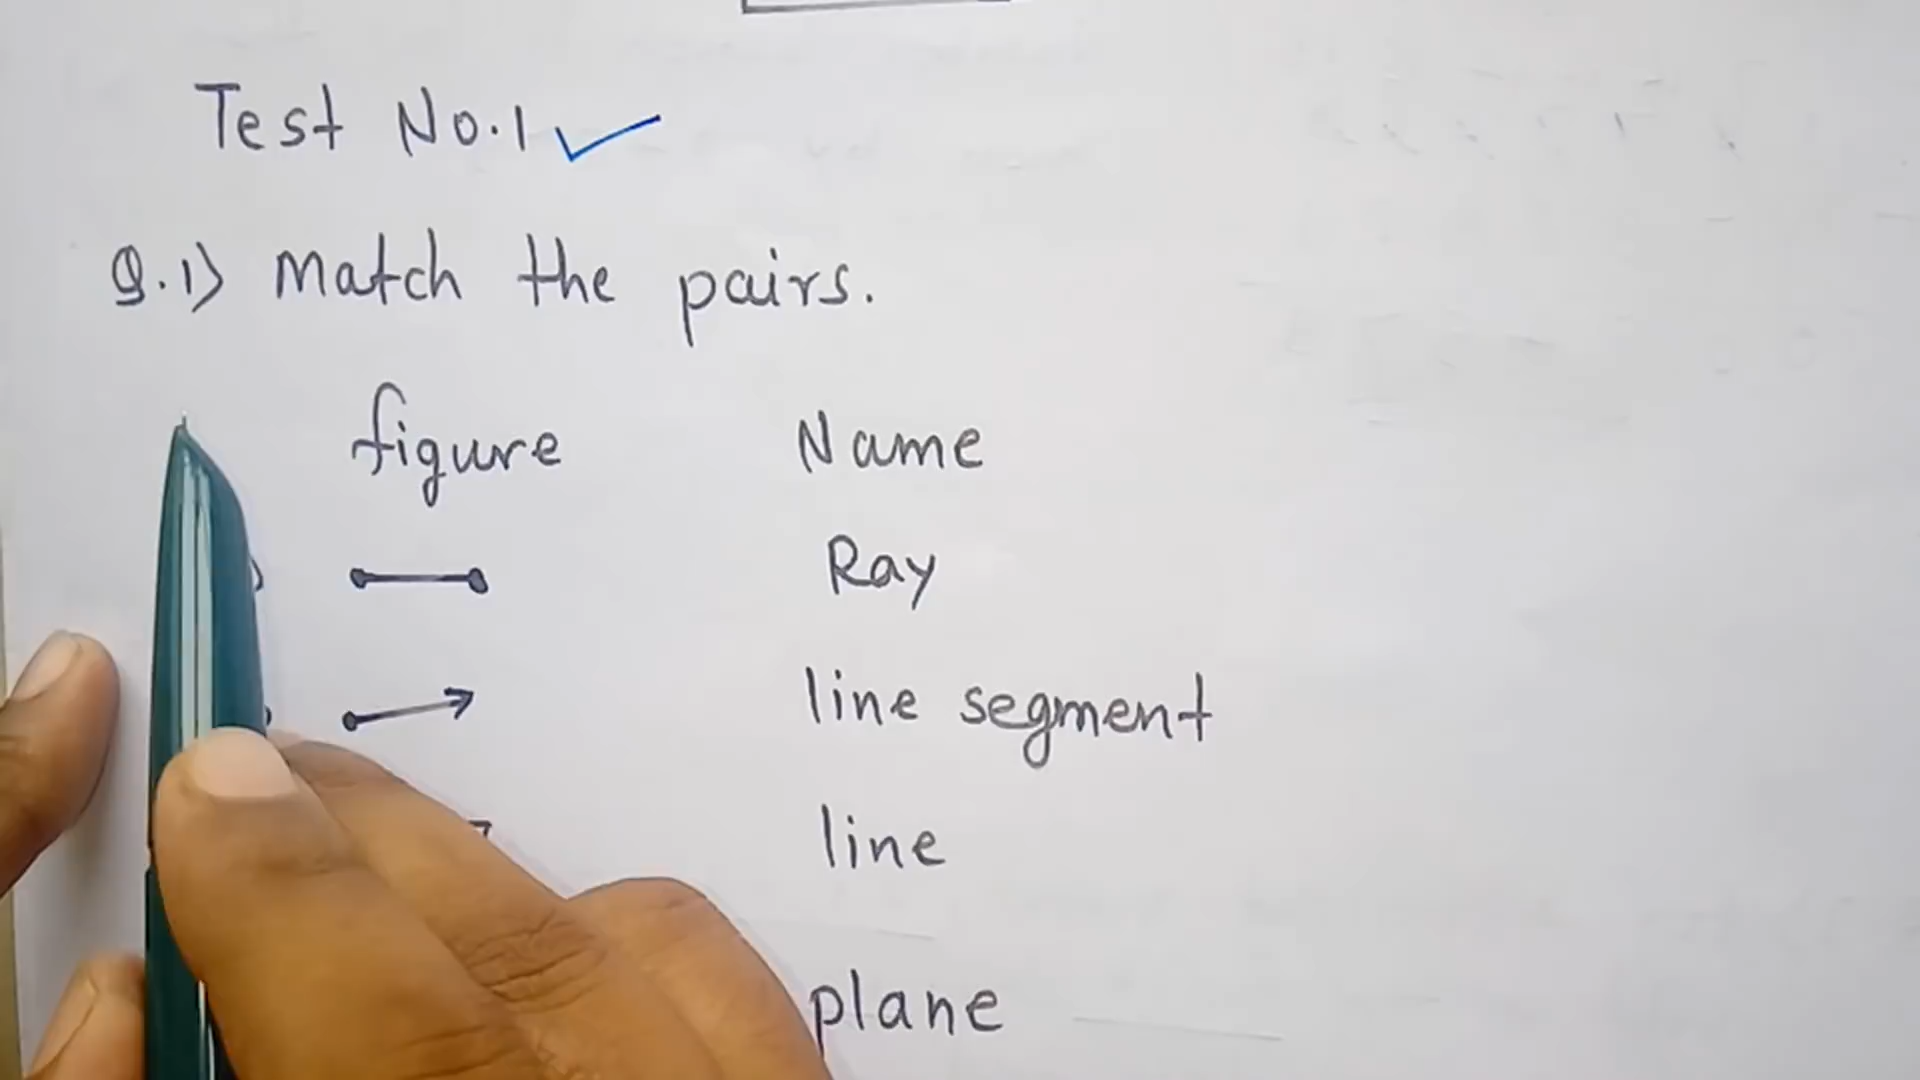 Test No.1
Q.1) Match the pairs.
figure Name
Ray
line segment
line
plane